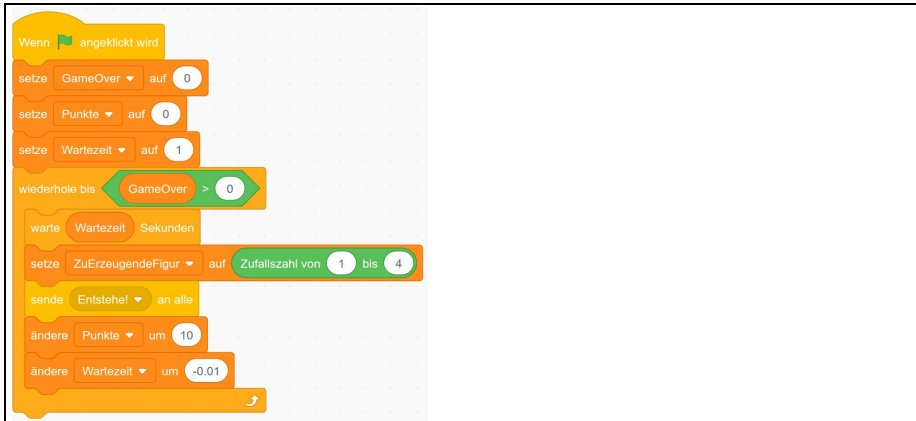 Wenn angeklickt wird
setze GameOver auf 0
setze Punkte auf 0
setze Wartezeit auf 1
wiederhole bis GameOver > 0
warte Wartezeit Sekunden
setze ZuErzeugendeFigur auf Zufallszahl von 1 bis 4
sende Entstehe! an alle
ändere Punkte um 10
ändere Wartezeit um -0.01